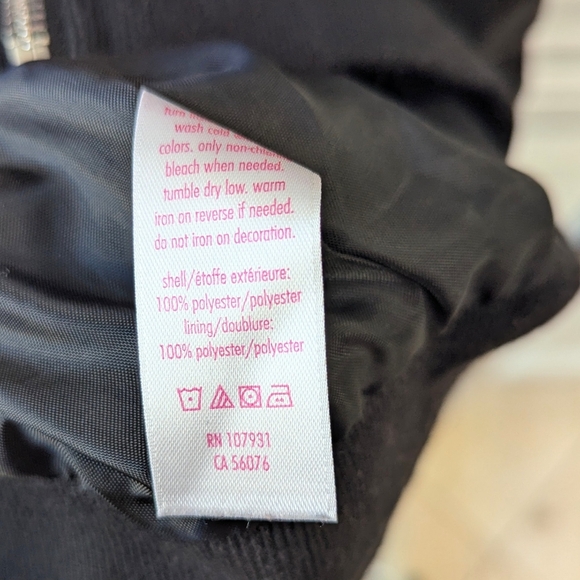 wash cold
colors. only non-chlorine
bleach when needed.
tumble dry low. warm
iron on reverse if needed.
do not iron on decoration.
shell/étoffe extérieure:
100% polyester/polyester
lining/doublure:
100% polyester/polyester
RN 107931
CA 56076